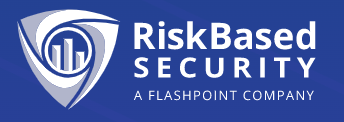 RiskBased
SECURITY
A FLASHPOINT COMPANY